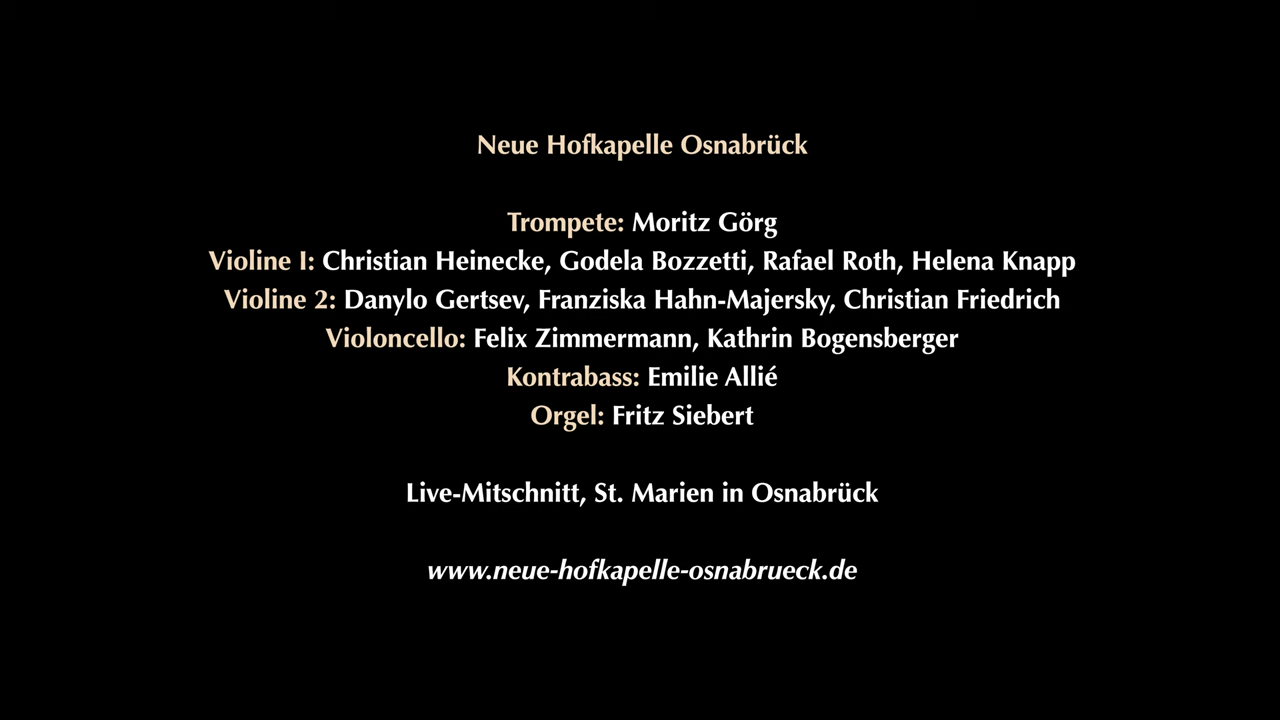 Neue Hofkapelle Osnabrück
Trompete: Moritz Görg
Violine I: Christian Heinecke, Godela Bozzetti, Rafael Roth, Helena Knapp
Violine 2: Danylo Gertsev, Franziska Hahn-Majersky, Christian Friedrich
Violoncello: Felix Zimmermann, Kathrin Bogensberger
Kontrabass: Emilie Allié
Orgel: Fritz Siebert
Live-Mitschnitt, St. Marien in Osnabrück
www.neue-hofkapelle-osnabrueck.de